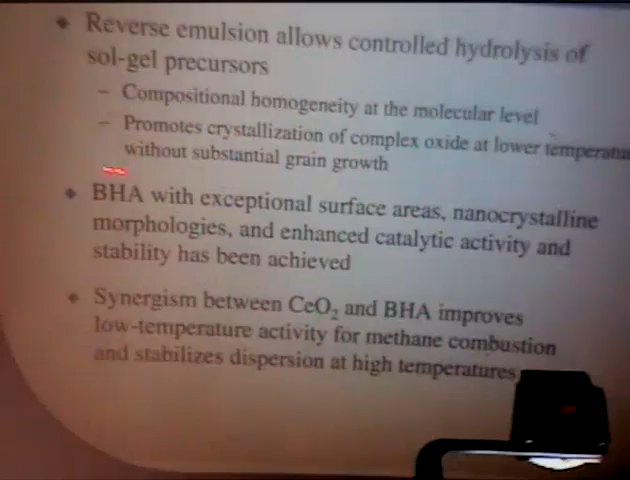 ◆ Reverse emulsion allows controlled hydrolysis of
sol-gel precursors
– Compositional homogeneity at the molecular level
– Promotes crystallization of complex oxide at lower temperatu
without substantial grain growth
◆ BHA with exceptional surface areas, nanocrystalline
morphologies, and enhanced catalytic activity and
stability has been achieved
◆ Synergism between CeO₂ and BHA improves
low-temperature activity for methane combustion
and stabilizes dispersion at high temperatures